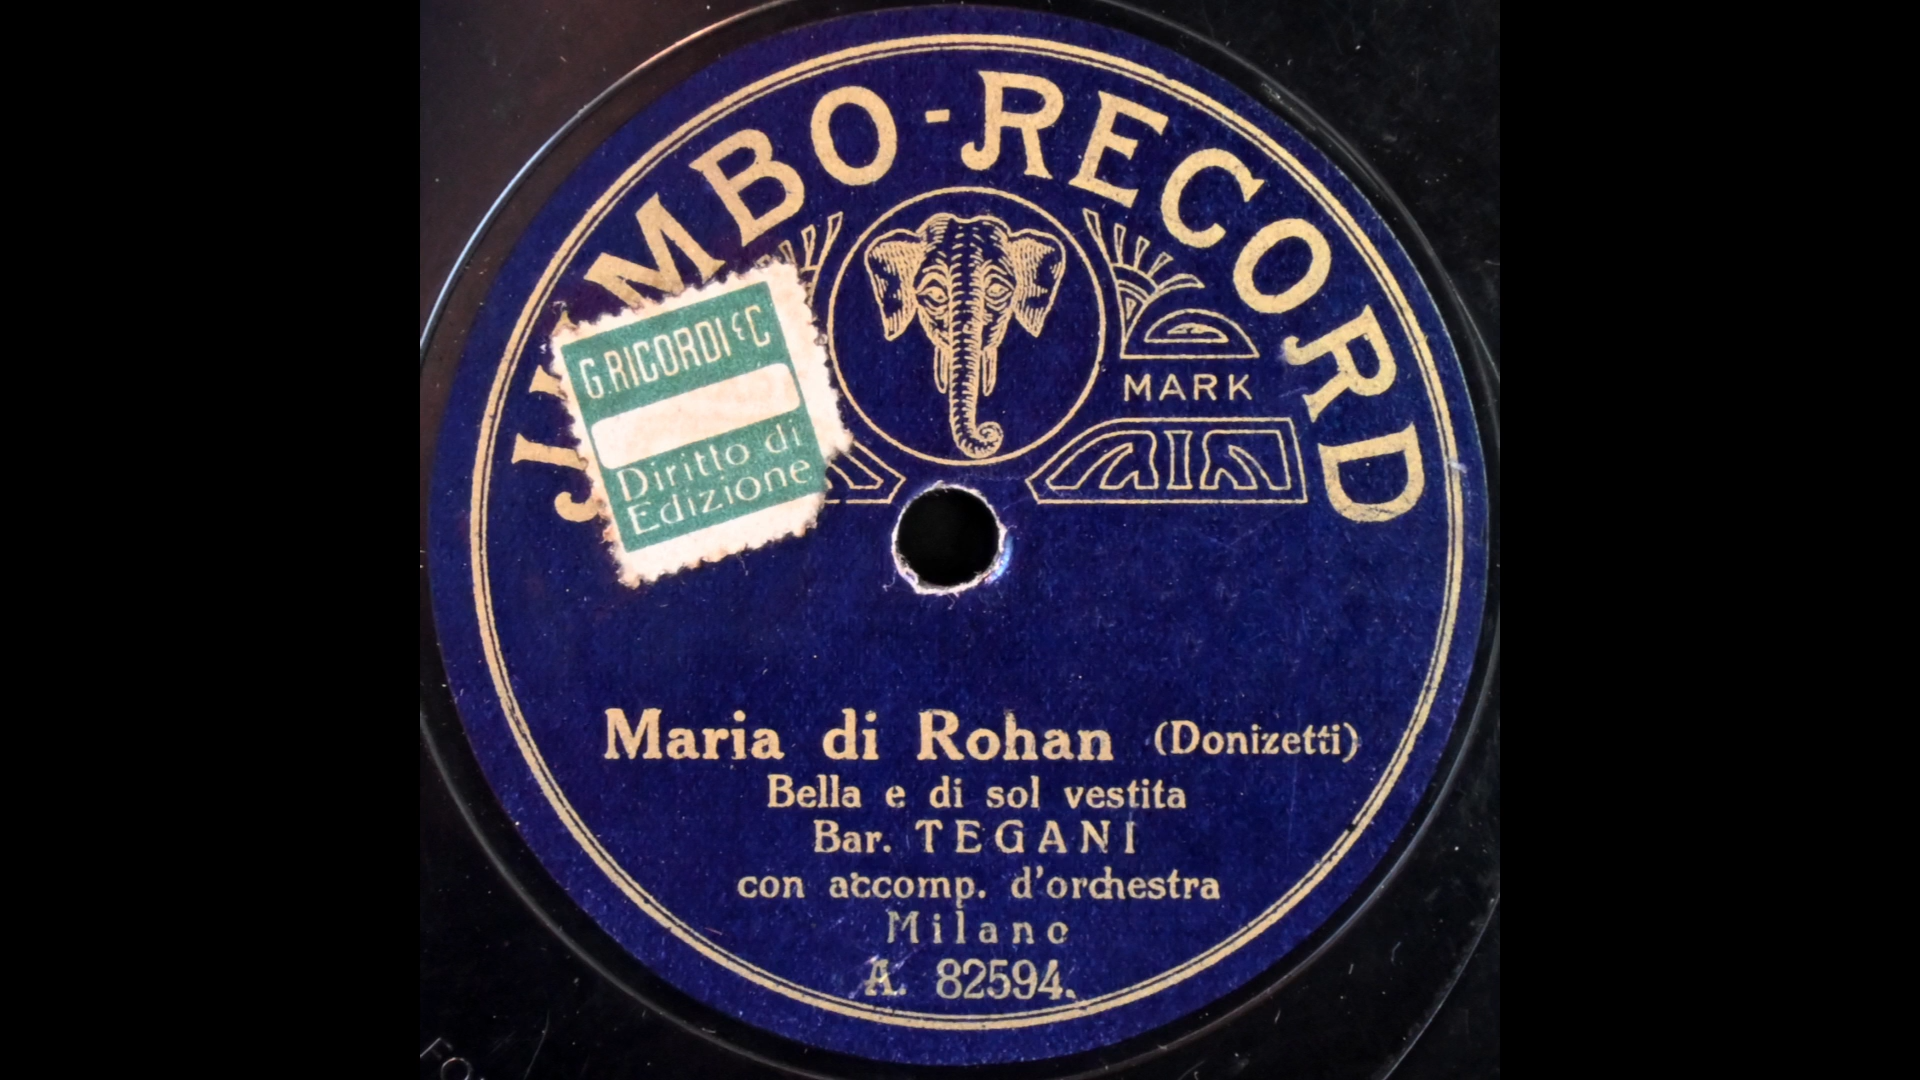 JUMBO-RECORD
MARK
G. RICORDI & C
Diritto di
Edizione
Maria di Rohan (Donizetti)
Bella e di sol vestita
Bar. TEGANI
con accomp. d'orchestra
Milano
A. 82594.